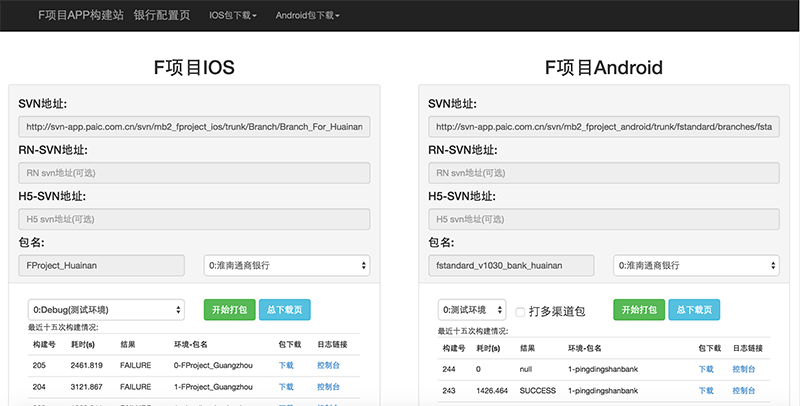 F项目APP构建站 银行配置页 IOS包下载 Android包下载
F项目IOS
SVN地址:
http://svn-app.paic.com.cn/svn/mb2_fproject_ios/trunk/Branch/Branch_For_Huainan
RN-SVN地址:
RN svn地址(可选)
H5-SVN地址:
H5 svn地址(可选)
包名:
FProject_Huainan 0:淮南通商银行
0:Debug(测试环境) 开始打包 总下载页
最近十五次构建情况:
构建号 耗时(s) 结果 环境-包名 包下载 日志链接
205 2461.819 FAILURE 0-FProject_Guangzhou 下载 控制台
204 3121.867 FAILURE 1-FProject_Guangzhou 下载 控制台
F项目Android
SVN地址:
http://svn-app.paic.com.cn/svn/mb2_fproject_android/trunk/fstandard/branches/fsta
RN-SVN地址:
RN svn地址(可选)
H5-SVN地址:
H5 svn地址(可选)
包名:
fstandard_v1030_bank_huainan 0:淮南通商银行
0:测试环境 打多渠道包 开始打包 总下载页
最近十五次构建情况:
构建号 耗时(s) 结果 环境-包名 包下载 日志链接
244 0 null 1-pingdingshanbank 下载 控制台
243 1426.464 SUCCESS 1-pingdingshanbank 下载 控制台